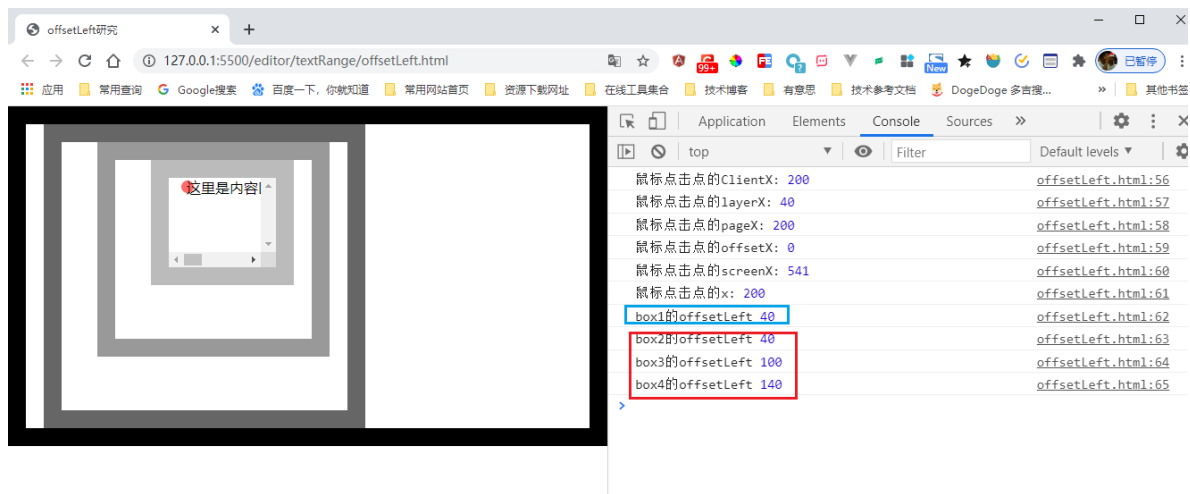 offsetLeft研究
127.0.0.1:5500/editor/textRange/offsetLeft.html
99+
New
已暂停
应用
常用查询
Google搜索
百度一下，你就知道
常用网站首页
资源下载网址
在线工具集合
技术博客
有意思
技术参考文档
DogeDoge 多吉搜...
»
其他书签
Application
Elements
Console
Sources
»
top
Filter
Default levels
这里是内容
鼠标点击点的ClientX: 200 offsetLeft.html:56
鼠标点击点的layerX: 40 offsetLeft.html:57
鼠标点击点的pageX: 200 offsetLeft.html:58
鼠标点击点的offsetX: 0 offsetLeft.html:59
鼠标点击点的screenX: 541 offsetLeft.html:60
鼠标点击点的x: 200 offsetLeft.html:61
box1的offsetLeft 40 offsetLeft.html:62
box2的offsetLeft 40 offsetLeft.html:63
box3的offsetLeft 100 offsetLeft.html:64
box4的offsetLeft 140 offsetLeft.html:65